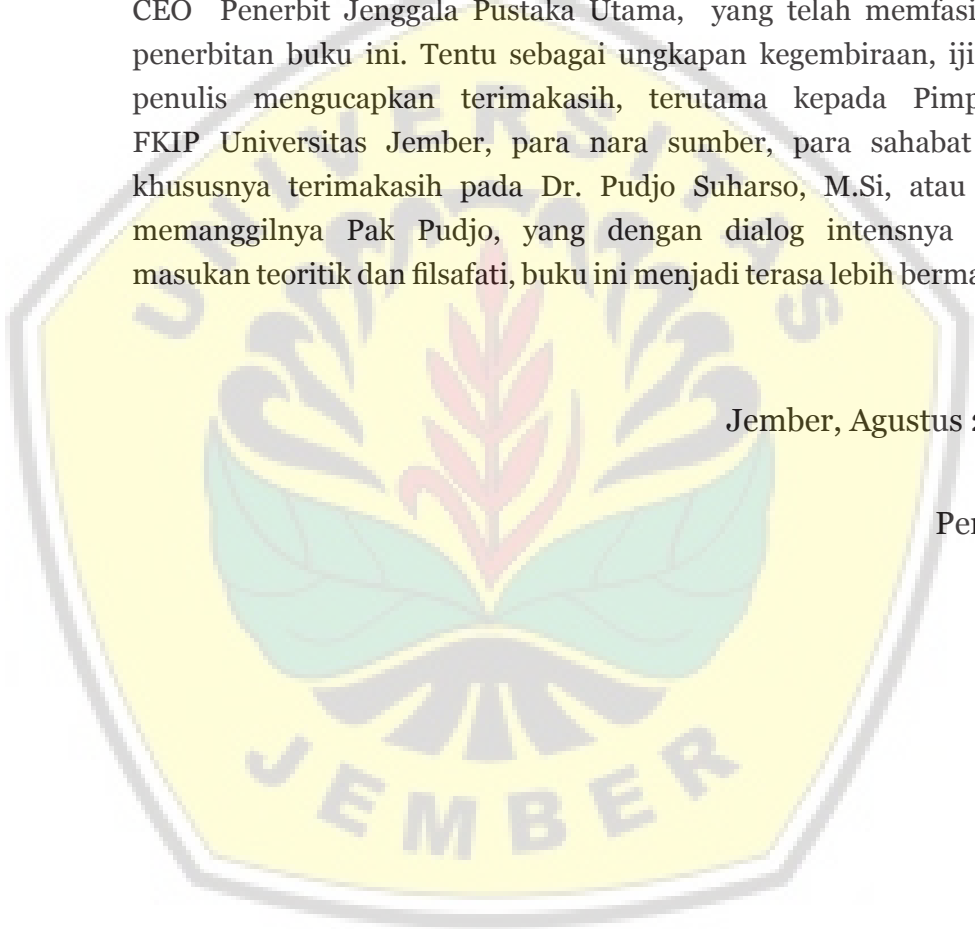 CEO Penerbit Jenggala Pustaka Utama, yang telah memfasi
penerbitan buku ini. Tentu sebagai ungkapan kegembiraan, iji
penulis mengucapkan terimakasih, terutama kepada Pimp
FKIP Universitas Jember, para nara sumber, para sahabat
khususnya terimakasih pada Dr. Pudjo Suharso, M.Si, atau
memanggilnya Pak Pudjo, yang dengan dialog intensnya
masukan teoritik dan filsafati, buku ini menjadi terasa lebih berma
Jember, Agustus 2
Per
UNIVERSITAS
JEMBER